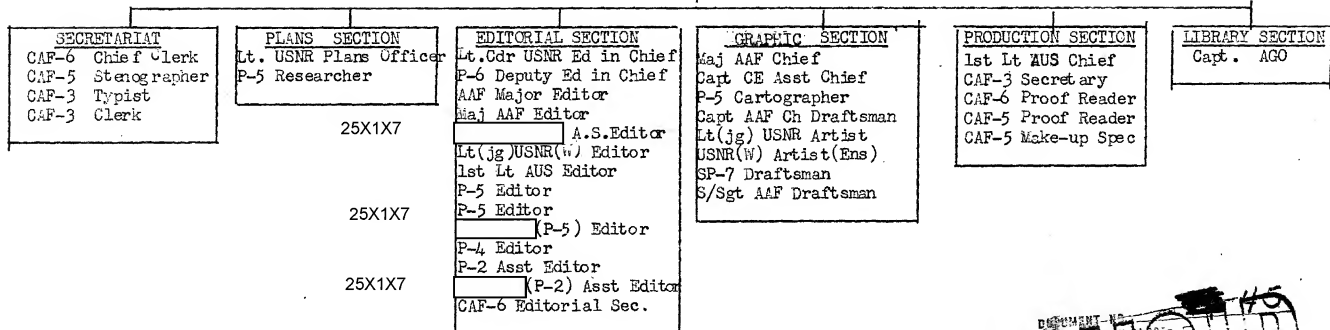 SECRETARIAT
CAF-6 Chief Clerk
CAF-5 Stenographer
CAF-3 Typist
CAF-3 Clerk
PLANS SECTION
Lt. USNR Plans Officer
P-5 Researcher
EDITORIAL SECTION
Lt.Cdr USNR Ed in Chief
P-6 Deputy Ed in Chief
AAF Major Editor
Maj AAF Editor
25X1X7 A.S.Editor
Lt(jg)USNR(W) Editor
1st Lt AUS Editor
P-5 Editor
25X1X7 P-5 Editor
(P-5) Editor
P-4 Editor
P-2 Asst Editor
25X1X7 (P-2) Asst Editor
CAF-6 Editorial Sec.
GRAPHIC SECTION
Maj AAF Chief
Capt CE Asst Chief
P-5 Cartographer
Capt AAF Ch Draftsman
Lt(jg) USNR Artist
USNR(W) Artist(Ens)
SP-7 Draftsman
S/Sgt AAF Draftsman
PRODUCTION SECTION
1st Lt AUS Chief
CAF-3 Secretary
CAF-6 Proof Reader
CAF-5 Proof Reader
CAF-5 Make-up Spec
LIBRARY SECTION
Capt. AGO
45